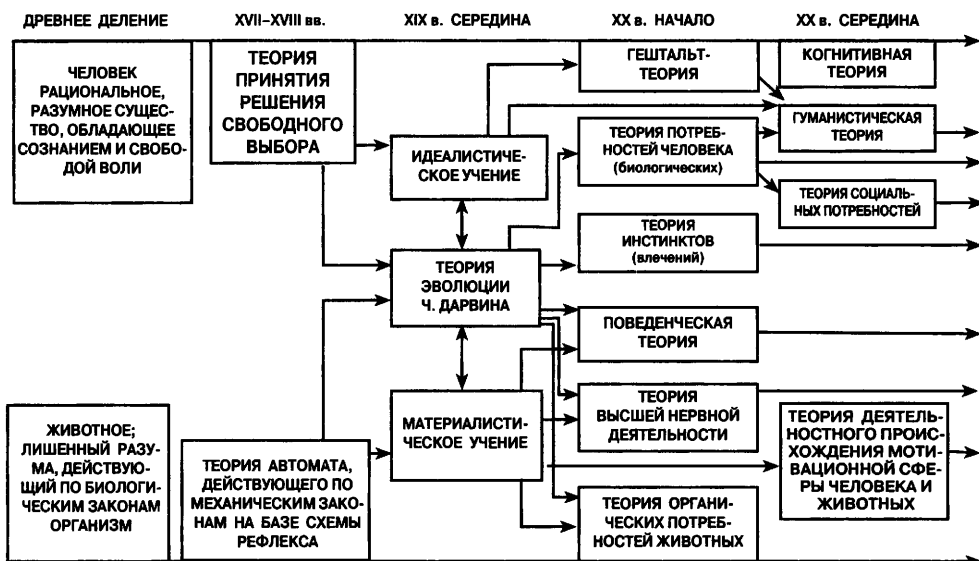 ДРЕВНЕЕ ДЕЛЕНИЕ
XVII–XVIII вв.
XIX в. СЕРЕДИНА
XX в. НАЧАЛО
XX в. СЕРЕДИНА
ЧЕЛОВЕК
РАЦИОНАЛЬНОЕ,
РАЗУМНОЕ СУЩЕС-
ТВО, ОБЛАДАЮЩЕЕ
СОЗНАНИЕМ И СВОБО-
ДОЙ ВОЛИ
ЖИВОТНОЕ;
ЛИШЕННЫЙ РАЗУ-
МА, ДЕЙСТВУЮ-
ЩИЙ ПО БИОЛОГИ-
ЧЕСКИМ ЗАКОНАМ
ОРГАНИЗМ
ТЕОРИЯ
ПРИНЯТИЯ
РЕШЕНИЯ
СВОБОДНОГО
ВЫБОРА
ТЕОРИЯ АВТОМАТА,
ДЕЙСТВУЮЩЕГО ПО
МЕХАНИЧЕСКИМ ЗАКО-
НАМ НА БАЗЕ СХЕМЫ
РЕФЛЕКСА
ИДЕАЛИСТИЧЕ-
СКОЕ УЧЕНИЕ
ТЕОРИЯ
ЭВОЛЮЦИИ
Ч. ДАРВИНА
МАТЕРИАЛИСТИ-
ЧЕСКОЕ УЧЕНИЕ
ГЕШТАЛЬТ-
ТЕОРИЯ
ТЕОРИЯ ПОТРЕБ-
НОСТЕЙ ЧЕЛОВЕКА
(биологических)
ТЕОРИЯ
ИНСТИНКТОВ
(влечений)
ПОВЕДЕНЧЕСКАЯ
ТЕОРИЯ
ТЕОРИЯ
ВЫСШЕЙ НЕРВНОЙ
ДЕЯТЕЛЬНОСТИ
ТЕОРИЯ ОРГАНИ-
ЧЕСКИХ ПОТРЕБ-
НОСТЕЙ ЖИВОТНЫХ
КОГНИТИВНАЯ
ТЕОРИЯ
ГУМАНИСТИЧЕСКАЯ
ТЕОРИЯ
ТЕОРИЯ СОЦИАЛЬ-
НЫХ ПОТРЕБНОСТЕЙ
ТЕОРИЯ ДЕЯТЕЛЬ-
НОСТНОГО ПРОИС-
ХОЖДЕНИЯ МОТИ-
ВАЦИОННОЙ СФЕ-
РЫ ЧЕЛОВЕКА И
ЖИВОТНЫХ